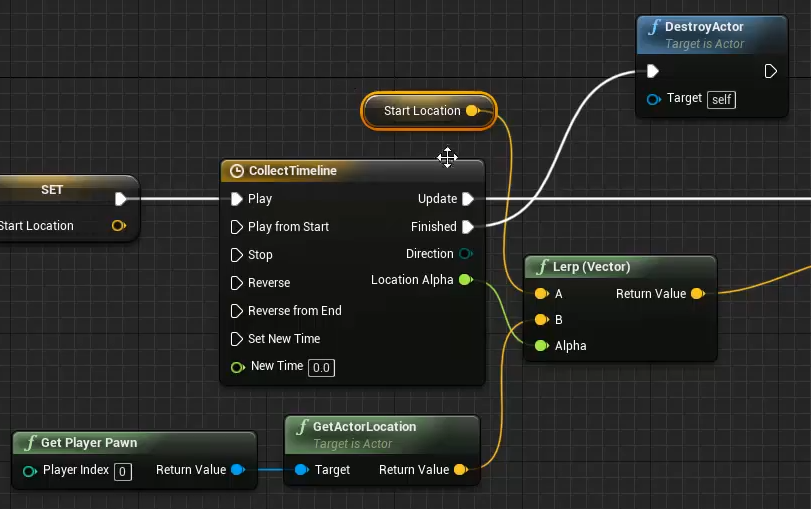 DestroyActor
Target is Actor
Target self
Start Location
SET
Start Location
CollectTimeline
Play Update
Play from Start Finished
Stop Direction
Reverse Location Alpha
Reverse from End
Set New Time
New Time 0.0
Lerp (Vector)
A Return Value
B
Alpha
Get Player Pawn
Player Index 0 Return Value
GetActorLocation
Target is Actor
Target Return Value